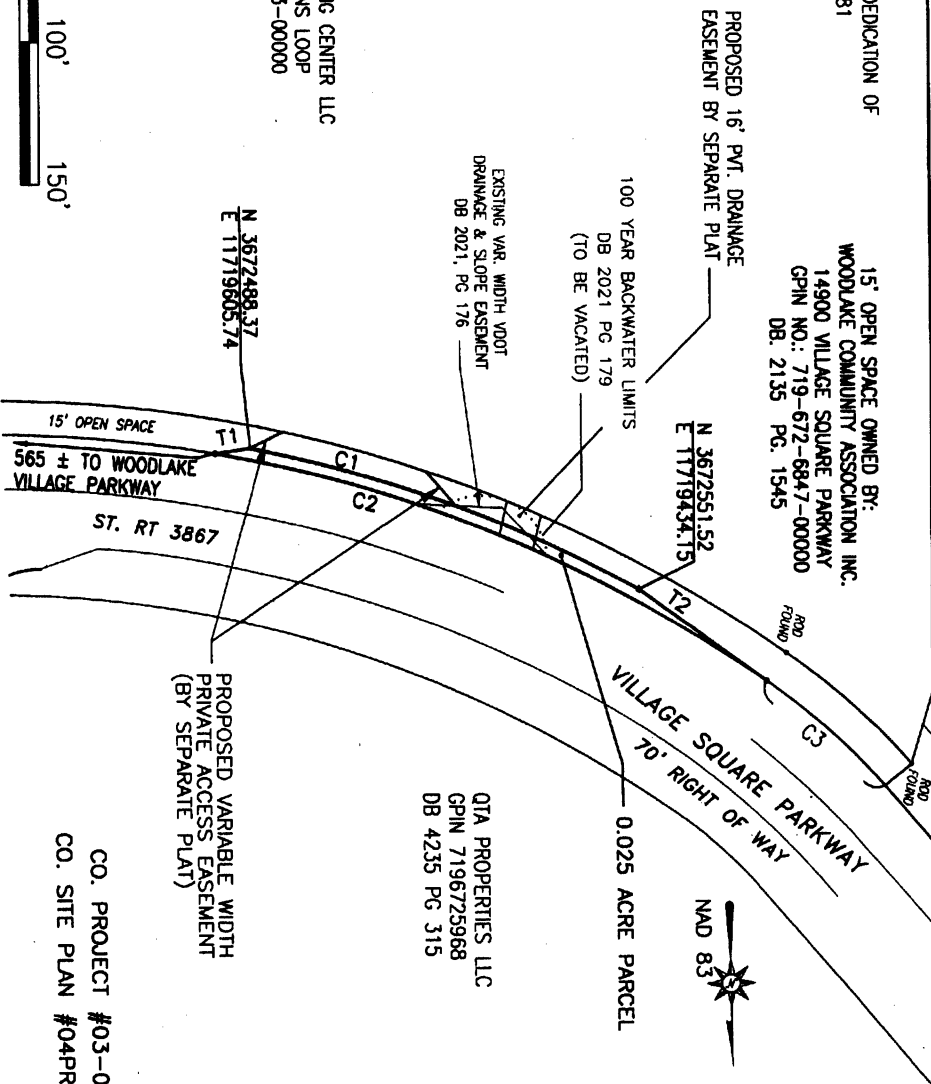 DEDICATION OF
81
PROPOSED 16' PVT. DRAINAGE
EASEMENT BY SEPARATE PLAT
15' OPEN SPACE OWNED BY:
WOODLAKE COMMUNITY ASSOCIATION INC.
14900 VILLAGE SQUARE PARKWAY
GPIN NO.: 719-672-6847-00000
DB. 2135 PG. 1545
100 YEAR BACKWATER LIMITS
DB 2021 PG 179
(TO BE VACATED)
EXISTING VAR. WIDTH VDOT
DRAINAGE & SLOPE EASEMENT
DB 2021, PG 176
CENTER LLC
LOOP
-00000
100'
150'
N 3672488.37
E 11719605.74
N 3672551.52
E 11719434.15
15' OPEN SPACE
T1
C1
C2
T2
C3
ROD
FOUND
ROD
FOUND
565 ± TO WOODLAKE
VILLAGE PARKWAY
ST. RT 3867
VILLAGE SQUARE PARKWAY
70' RIGHT OF WAY
0.025 ACRE PARCEL
PROPOSED VARIABLE WIDTH
PRIVATE ACCESS EASEMENT
(BY SEPARATE PLAT)
QTA PROPERTIES LLC
GPIN 7196725968
DB 4235 PG 315
NAD 83
N
CO. PROJECT #03-0
CO. SITE PLAN #04PR